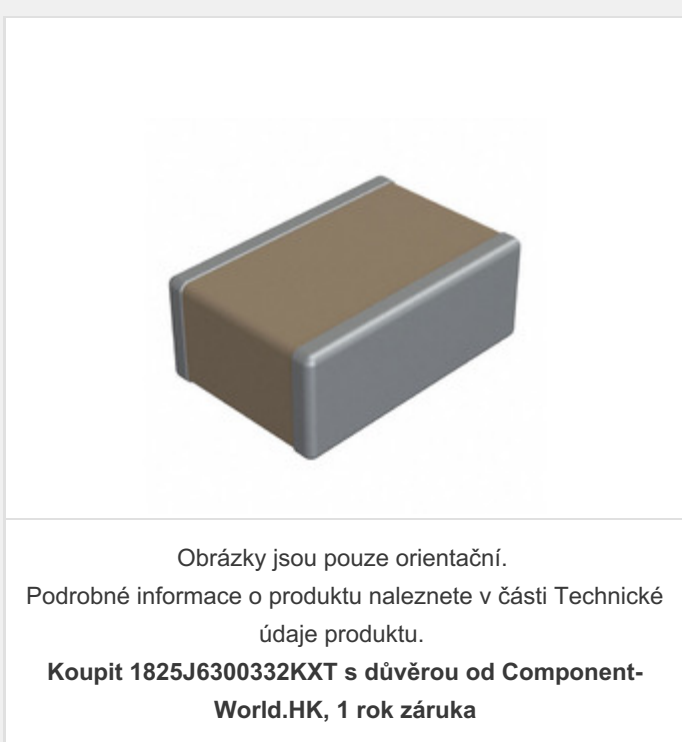 Obrázky jsou pouze orientační.
Podrobné informace o produktu naleznete v části Technické
údaje produktu.
Koupit 1825J6300332KXT s důvěrou od Component-
World.HK, 1 rok záruka